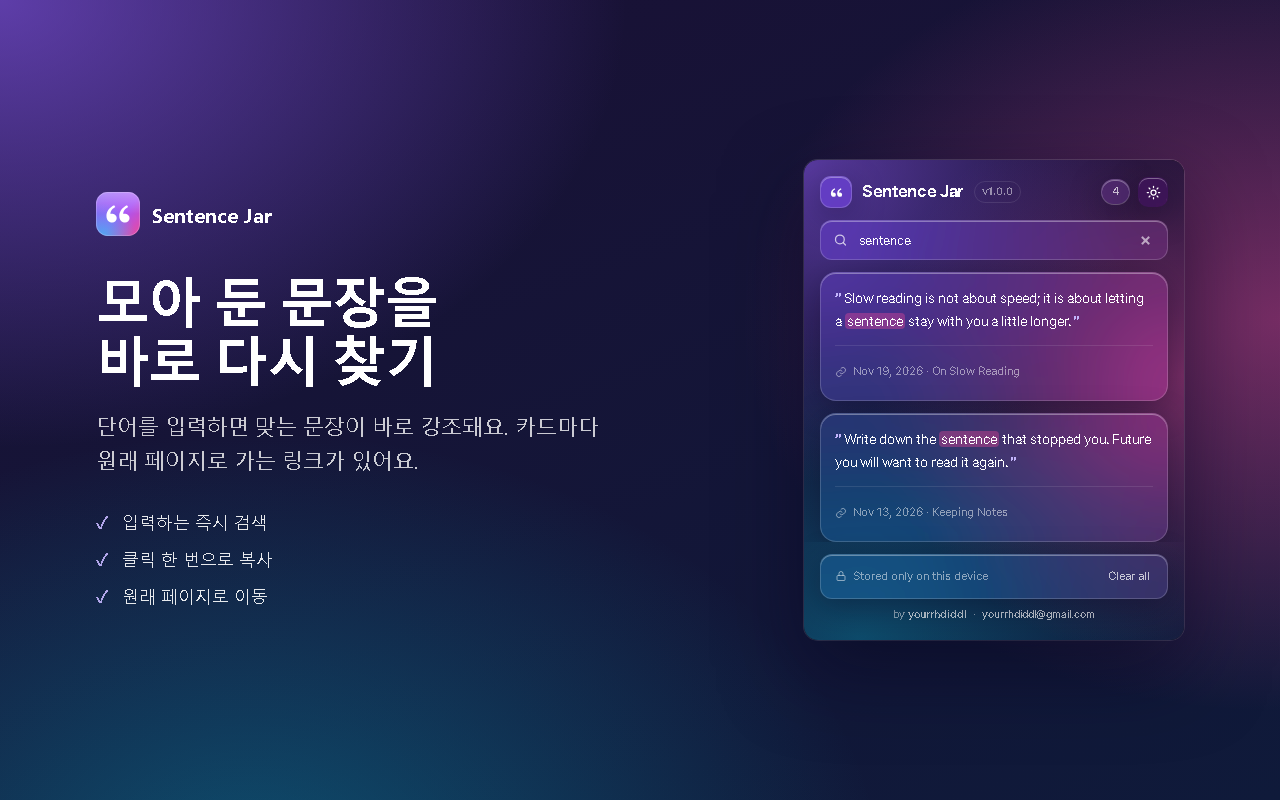 Sentence Jar
모아 둔 문장을
바로 다시 찾기
단어를 입력하면 맞는 문장이 바로 강조돼요. 카드마다
원래 페이지로 가는 링크가 있어요.
✓ 입력하는 즉시 검색
✓ 클릭 한 번으로 복사
✓ 원래 페이지로 이동
Sentence Jar v1.0.0 4
sentence
" Slow reading is not about speed; it is about letting
a sentence stay with you a little longer. "
Nov 19, 2026 · On Slow Reading
" Write down the sentence that stopped you. Future
you will want to read it again. "
Nov 13, 2026 · Keeping Notes
Stored only on this device Clear all
by yourrhdiddl · yourrhdiddl@gmail.com